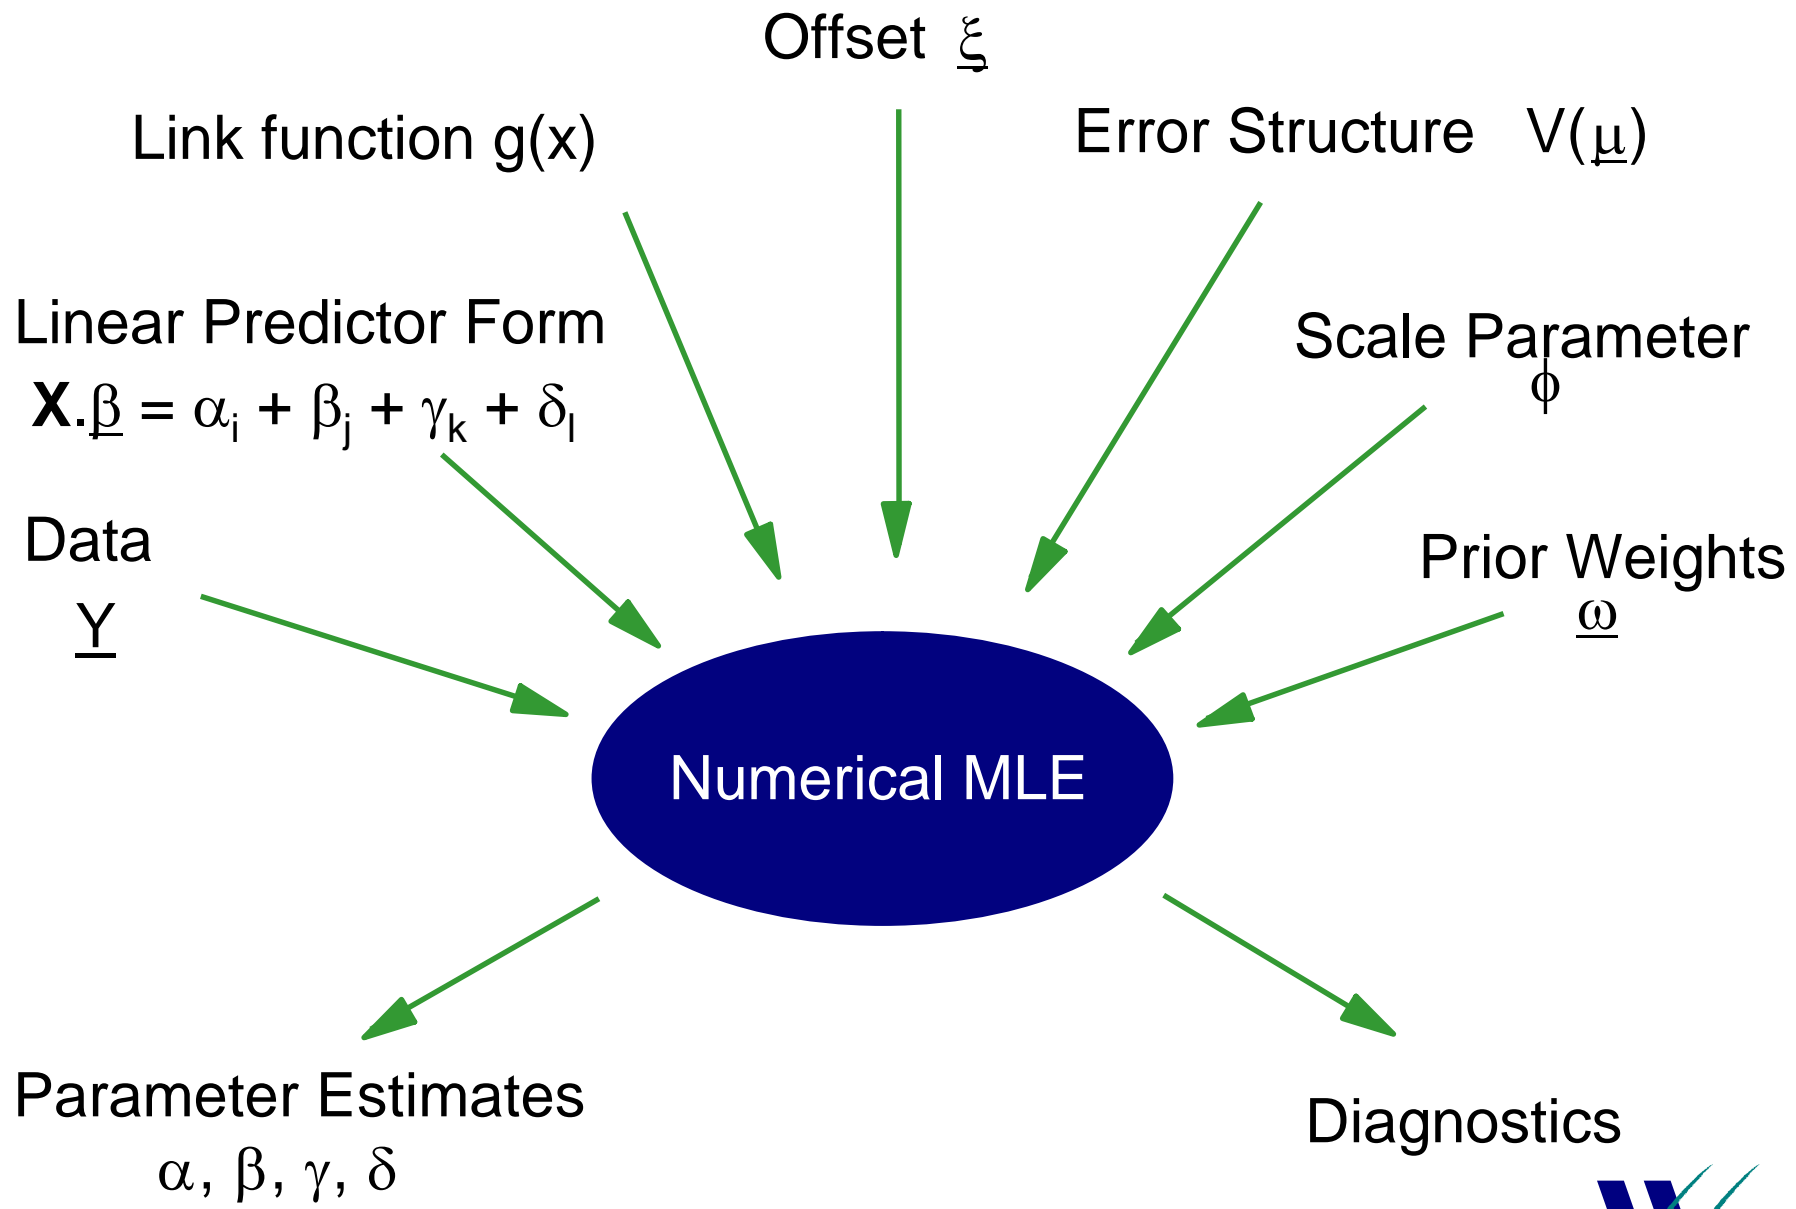 Offset ξ
Link function g(x)
Error Structure V(μ)
Linear Predictor Form
X.β = αi + βj + γk + δl
Scale Parameter
ϕ
Data
Y
Prior Weights
ω
Numerical MLE
Parameter Estimates
α, β, γ, δ
Diagnostics